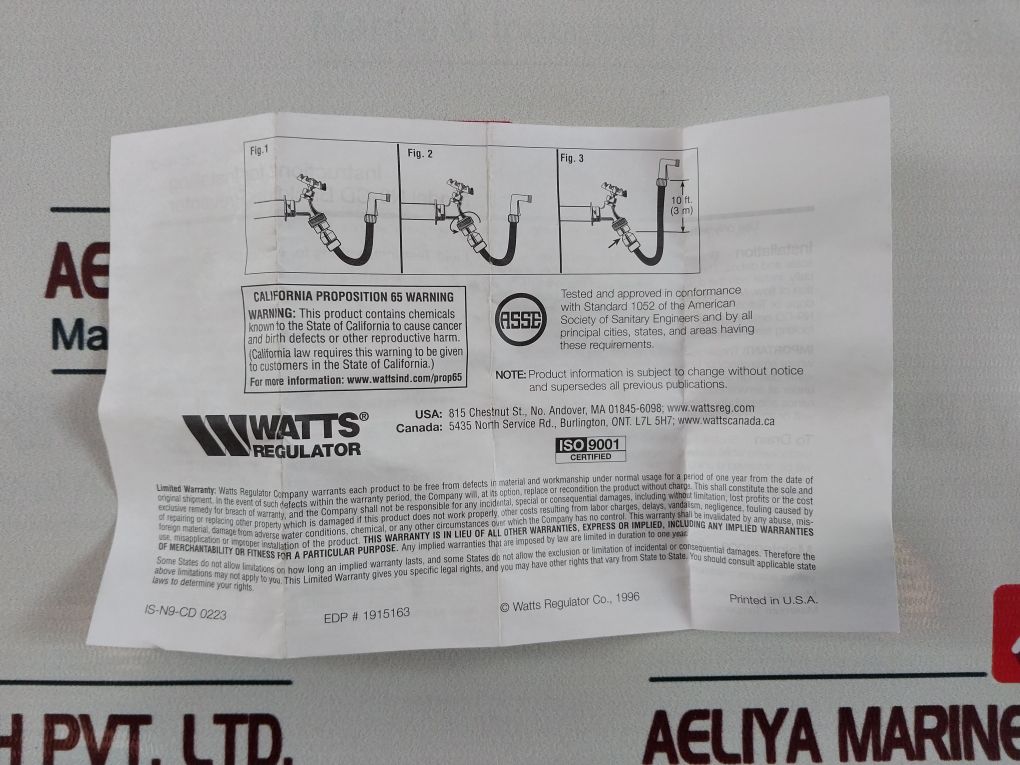 Fig.1
Fig. 2
Fig. 3
10 ft.
(3 m)
CALIFORNIA PROPOSITION 65 WARNING
WARNING: This product contains chemicals
known to the State of California to cause cancer
and birth defects or other reproductive harm.
(California law requires this warning to be given
to customers in the State of California.)
For more information: www.wattsind.com/prop65
ASSE
Tested and approved in conformance
with Standard 1052 of the American
Society of Sanitary Engineers and by all
principal cities, states, and areas having
these requirements.
NOTE: Product information is subject to change without notice
and supersedes all previous publications.
WATTS®
REGULATOR
USA: 815 Chestnut St., No. Andover, MA 01845-6098; www.wattsreg.com
Canada: 5435 North Service Rd., Burlington, ONT. L7L 5H7; www.wattscanada.ca
ISO 9001
CERTIFIED
Limited Warranty: Watts Regulator Company warrants each product to be free from defects in material and workmanship under normal usage for a period of one year from the date of
original shipment. In the event of such defects within the warranty period, the Company will, at its option, replace or recondition the product without charge. This shall constitute the sole and
exclusive remedy for breach of warranty, and the Company shall not be responsible for any incidental, special or consequential damages, including without limitation, lost profits or the cost
of repairing or replacing other property which is damaged if this product does not work properly, other costs resulting from labor charges, delays, vandalism, negligence, fouling caused by
foreign material, damage from adverse water conditions, chemical, or any other circumstances over which the Company has no control. This warranty shall be invalidated by any abuse, mis-
use, misapplication or improper installation of the product. THIS WARRANTY IS IN LIEU OF ALL OTHER WARRANTIES, EXPRESS OR IMPLIED, INCLUDING ANY IMPLIED WARRANTIES
OF MERCHANTABILITY OR FITNESS FOR A PARTICULAR PURPOSE. Any implied warranties that are imposed by law are limited in duration to one year.
Some States do not allow limitations on how long an implied warranty lasts, and some States do not allow the exclusion or limitation of incidental or consequential damages. Therefore the
above limitations may not apply to you. This Limited Warranty gives you specific legal rights, and you may have other rights that vary from State to State. You should consult applicable state
laws to determine your rights.
IS-N9-CD 0223
EDP # 1915163
© Watts Regulator Co., 1996
Printed in U.S.A.
AE
Ma
H PVT. LTD.
AELIYA MARINE